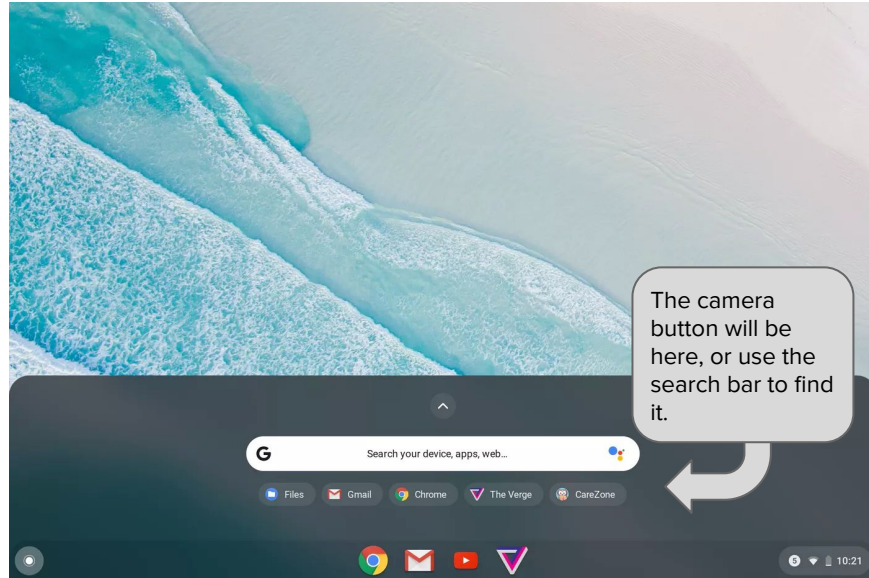 The camera
button will be
here, or use the
search bar to find
it.
G Search your device, apps, web...
Files Gmail Chrome The Verge CareZone
5 10:21